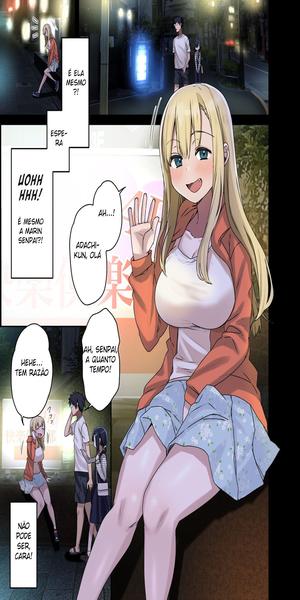 É ELA
MESMO
?!
ESPE-
RA
UOHH
HHH!
É MESMO
A MARIN
SENPAI?!
AH...!
ADACHI-
KUN, OLÁ
AH, SENPAI,
A QUANTO
TEMPO!
HEHE...
TEM RAZÃO
NÃO
PODE
SER,
CARA!